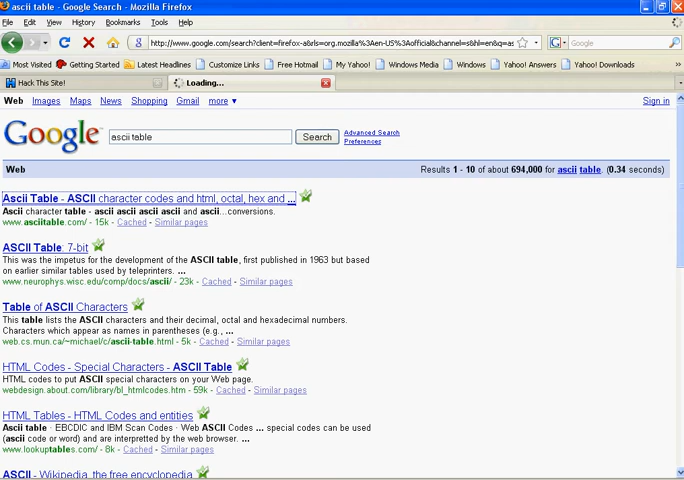 ascii table - Google Search - Mozilla Firefox
File Edit View History Bookmarks Tools Help
http://www.google.com/search?client=firefox-a&rls=org.mozilla%3Aen-US%3Aofficial&channel=s&hl=en&q=as
Google
Most Visited Getting Started Latest Headlines Customize Links Free Hotmail My Yahoo! Windows Media Windows Yahoo! Answers Yahoo! Downloads
Hack This Site! Loading...
Web Images Maps News Shopping Gmail more ▼ Sign in
Google ascii table Search Advanced Search
Preferences
Web Results 1 - 10 of about 694,000 for ascii table. (0.34 seconds)
Ascii Table - ASCII character codes and html, octal, hex and ...
Ascii character table - ascii ascii ascii ascii and ascii...conversions.
www.asciitable.com/ - 15k - Cached - Similar pages
ASCII Table: 7-bit
This was the impetus for the development of the ASCII table, first published in 1963 but based
on earlier similar tables used by teleprinters. ...
www.neurophys.wisc.edu/comp/docs/ascii/ - 23k - Cached - Similar pages
Table of ASCII Characters
This table lists the ASCII characters and their decimal, octal and hexadecimal numbers.
Characters which appear as names in parentheses (e.g., ...
web.cs.mun.ca/~michael/c/ascii-table.html - 5k - Cached - Similar pages
HTML Codes - Special Characters - ASCII Table
HTML codes to put ASCII special characters on your Web page.
webdesign.about.com/library/bl_htmlcodes.htm - 59k - Cached - Similar pages
HTML Tables - HTML Codes and entities
Ascii table · EBCDIC and IBM Scan Codes · Web ASCII Codes ... special codes can be used
(ascii code or word) and are interpretted by the web browser. ...
www.lookuptables.com/ - 8k - Cached - Similar pages
ASCII - Wikipedia, the free encyclopedia